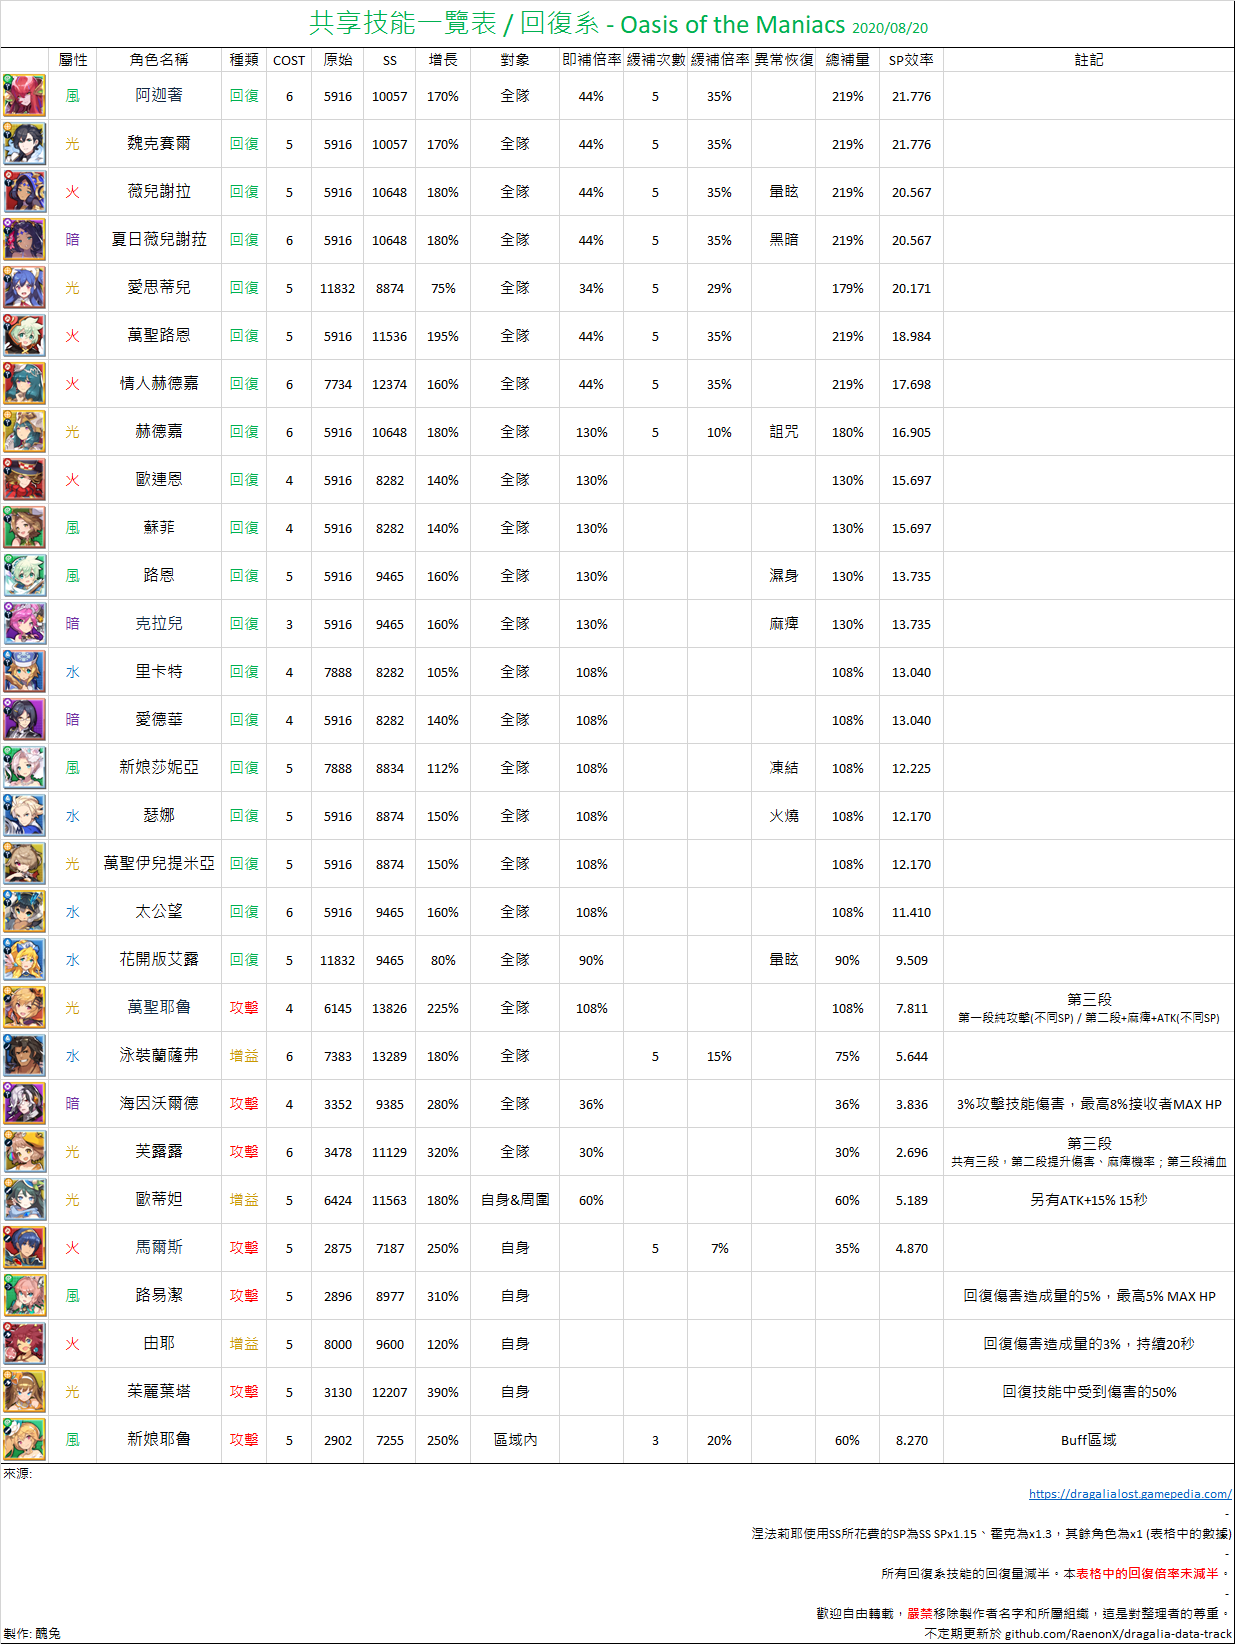 共享技能一覽表 / 回復系 - Oasis of the Maniacs 2020/08/20
屬性 角色名稱 種類 COST 原始 SS 增長 對象 即補倍率 緩補次數 緩補倍率 異常恢復 總補量 SP效率 註記
風 阿迦奢 回復 6 5916 10057 170% 全隊 44% 5 35% 219% 21.776
光 魏克賽爾 回復 5 5916 10057 170% 全隊 44% 5 35% 219% 21.776
火 薇兒謝拉 回復 5 5916 10648 180% 全隊 44% 5 35% 暈眩 219% 20.567
暗 夏日薇兒謝菈 回復 6 5916 10648 180% 全隊 44% 5 35% 黑暗 219% 20.567
光 愛思蒂兒 回復 5 11832 8874 75% 全隊 34% 5 29% 179% 20.171
火 萬聖路恩 回復 5 5916 11536 195% 全隊 44% 5 35% 219% 18.984
火 情人赫德嘉 回復 6 7734 12374 160% 全隊 44% 5 35% 219% 17.698
光 赫德嘉 回復 6 5916 10648 180% 全隊 130% 5 10% 詛咒 180% 16.905
火 歐連恩 回復 4 5916 8282 140% 全隊 130% 130% 15.697
風 蘇菲 回復 4 5916 8282 140% 全隊 130% 130% 15.697
風 路恩 回復 5 5916 9465 160% 全隊 130% 濕身 130% 13.735
暗 克拉兒 回復 3 5916 9465 160% 全隊 130% 麻痺 130% 13.735
水 里卡特 回復 4 7888 8282 105% 全隊 108% 108% 13.040
暗 愛德華 回復 4 5916 8282 140% 全隊 108% 108% 13.040
風 新娘莎妮亞 回復 5 7888 8834 112% 全隊 108% 凍結 108% 12.225
水 瑟娜 回復 5 5916 8874 150% 全隊 108% 火燒 108% 12.170
光 萬聖伊兒提米亞 回復 5 5916 8874 150% 全隊 108% 108% 12.170
水 太公望 回復 6 5916 9465 160% 全隊 108% 108% 11.410
水 花開版艾露 回復 5 11832 9465 80% 全隊 90% 暈眩 90% 9.509
光 萬聖耶魯 攻擊 4 6145 13826 225% 全隊 108% 108% 7.811 第三段
第一段純攻擊(不同SP) / 第二段+麻痺+ATK(不同SP)
水 泳裝蘭薩弗 增益 6 7383 13289 180% 全隊 5 15% 75% 5.644
暗 海因沃爾德 攻擊 4 3352 9385 280% 全隊 36% 36% 3.836 3%攻擊技能傷害，最高8%接收者MAX HP
光 芙露露 攻擊 6 3478 11129 320% 全隊 30% 30% 2.696 第三段
共有三段，第二段提升傷害、麻痺機率；第三段補血
光 歐蒂妲 增益 5 6424 11563 180% 自身&周圍 60% 60% 5.189 另有ATK+15% 15秒
火 馬爾斯 攻擊 5 2875 7187 250% 自身 5 7% 35% 4.870
風 路易潔 攻擊 5 2896 8977 310% 自身 回復傷害造成量的5%，最高5% MAX HP
火 由耶 增益 5 8000 9600 120% 自身 回復傷害造成量的3%，持續20秒
光 茱麗葉塔 攻擊 5 3130 12207 390% 自身 回復技能中受到傷害的50%
風 新娘耶魯 攻擊 5 2902 7255 250% 區域內 3 20% 60% 8.270 Buff區域
來源:
https://dragalialost.gamepedia.com/
-
涅法莉耶使用SS所花費的SP為SS SPx1.15、霍克為x1.3，其餘角色為x1 (表格中的數據)
-
所有回復系技能的回復量減半。本表格中的回復倍率未減半。
-
歡迎自由轉載，嚴禁移除製作者名字和所屬組織，這是對整理者的尊重。
製作: 醜兔 不定期更新於 github.com/RaenonX/dragalia-data-track